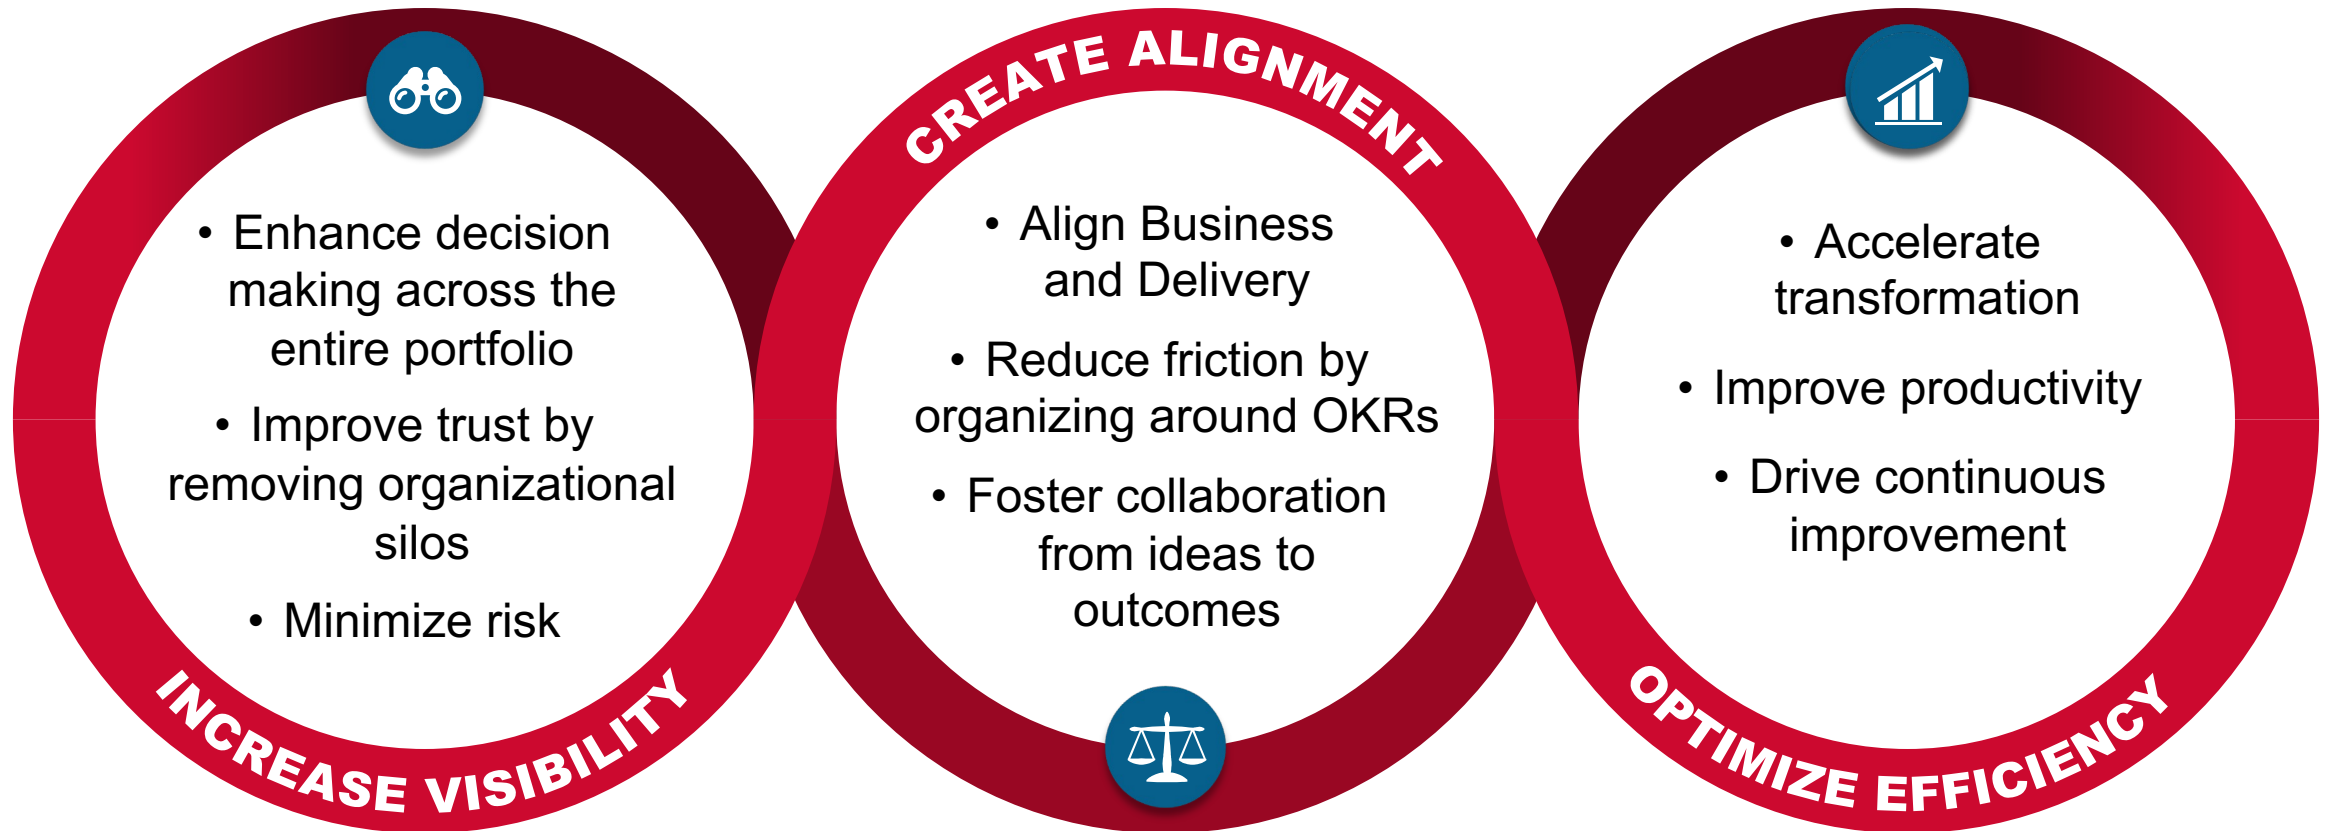 • Enhance decision
making across the
entire portfolio
• Improve trust by
removing organizational
silos
• Minimize risk
INCREASE VISIBILITY
CREATE ALIGNMENT
• Align Business
and Delivery
• Reduce friction by
organizing around OKRs
• Foster collaboration
from ideas to
outcomes
• Accelerate
transformation
• Improve productivity
• Drive continuous
improvement
OPTIMIZE EFFICIENCY